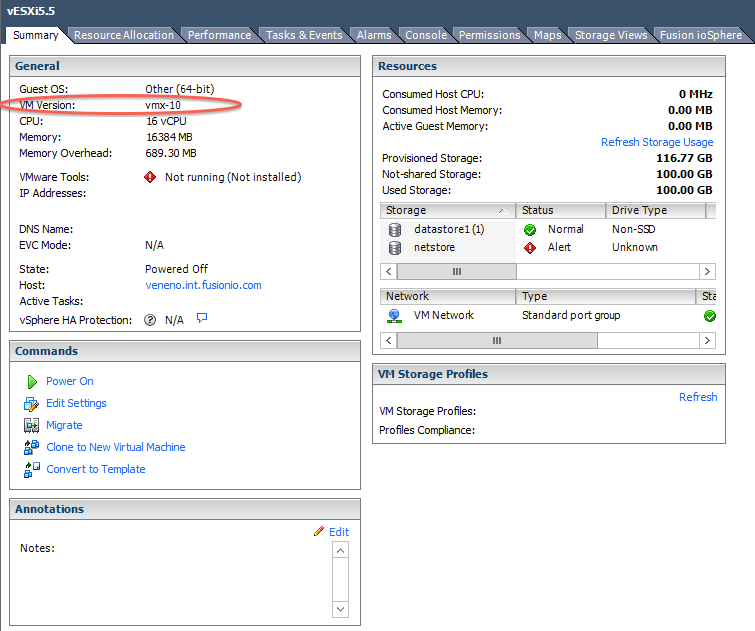 vESXi5.5
Summary Resource Allocation Performance Tasks & Events Alarms Console Permissions Maps Storage Views Fusion ioSphere
General
Guest OS: Other (64-bit)
VM Version: vmx-10
CPU: 16 vCPU
Memory: 16384 MB
Memory Overhead: 689.30 MB
VMware Tools: Not running (Not installed)
IP Addresses:
DNS Name:
EVC Mode: N/A
State: Powered Off
Host: veneno.int.fusionio.com
Active Tasks:
vSphere HA Protection: ? N/A
Commands
Power On
Edit Settings
Migrate
Clone to New Virtual Machine
Convert to Template
Annotations
Edit
Notes:
Resources
Consumed Host CPU: 0 MHz
Consumed Host Memory: 0.00 MB
Active Guest Memory: 0.00 MB
Refresh Storage Usage
Provisioned Storage: 116.77 GB
Not-shared Storage: 100.00 GB
Used Storage: 100.00 GB
Storage Status Drive Type
datastore1 (1) Normal Non-SSD
netstore Alert Unknown
Network Type Sta
VM Network Standard port group
VM Storage Profiles
Refresh
VM Storage Profiles:
Profiles Compliance: